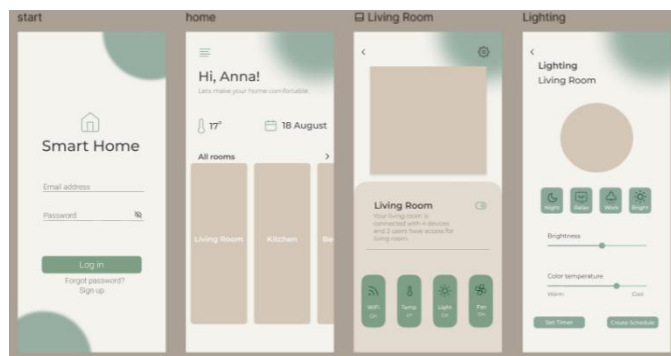 start
Smart Home
Email address
Password
Log in
Forgot password?
Sign up
home
Hi, Anna!
Lets make your home comfortable
17°
18 August
All rooms
Living Room
Kitchen
Living Room
Living Room
Your living room is
connected with 4 devices
and 2 users have access for
living room
WiFi
On
Temp
17°
Light
Off
Fan
On
Lighting
Lighting
Living Room
Night
Relax
Work
Bright
Brightness
Color temperature
Warm
Cool
Set Timer
Create Schedule